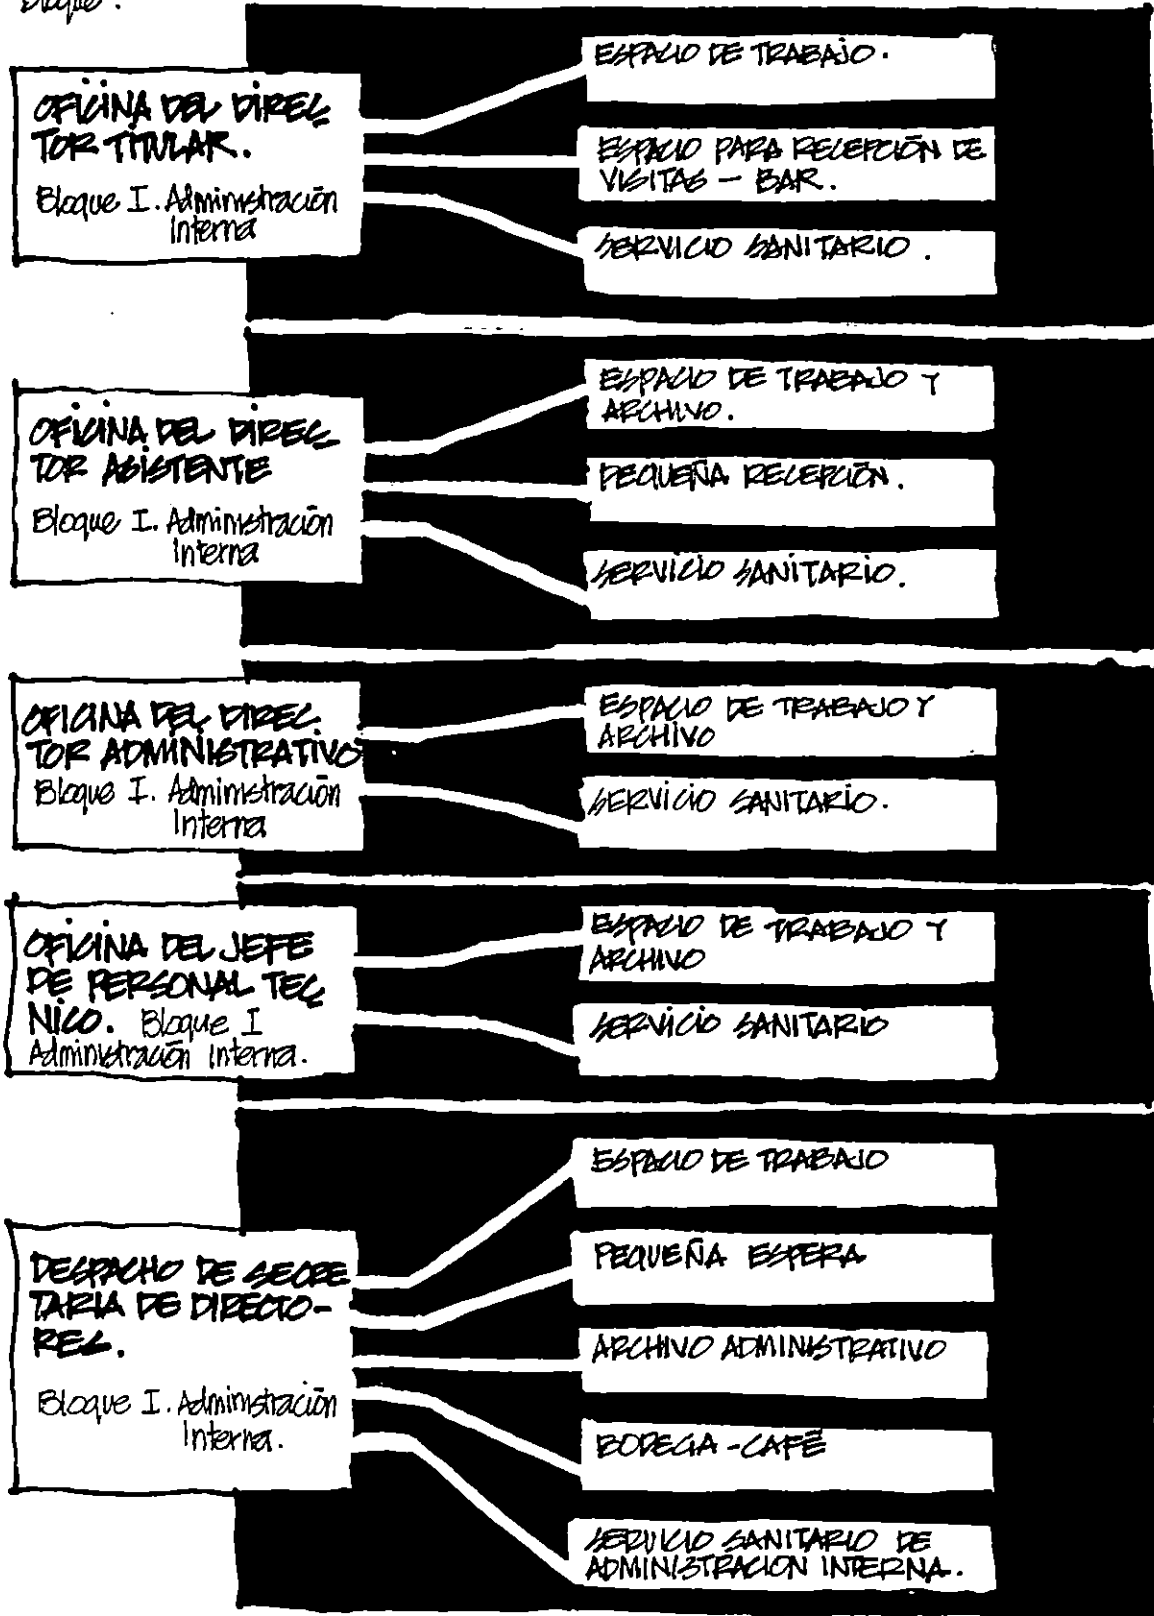 Bloque.
OFICINA DEL DIREC
TOR TITULAR.
Bloque I. Administración
Interna
ESPACIO DE TRABAJO.
ESPACIO PARA RECEPCIÓN DE
VISITAS - BAR.
SERVICIO SANITARIO.
OFICINA DEL DIREC
TOR ASISTENTE
Bloque I. Administración
Interna
ESPACIO DE TRABAJO Y
ARCHIVO.
PEQUEÑA RECEPCIÓN.
SERVICIO SANITARIO.
OFICINA DEL DIREC
TOR ADMINISTRATIVO
Bloque I. Administración
Interna
ESPACIO DE TRABAJO Y
ARCHIVO
SERVICIO SANITARIO.
OFICINA DEL JEFE
DE PERSONAL TEC
NICO. Bloque I
Administración Interna.
ESPACIO DE TRABAJO Y
ARCHIVO
SERVICIO SANITARIO
DESPACHO DE SECRE
TARIA DE DIRECTO-
RES.
Bloque I. Administración
Interna.
ESPACIO DE TRABAJO
PEQUEÑA ESPERA
ARCHIVO ADMINISTRATIVO
BODEGA - CAFÉ
SERVICIO SANITARIO DE
ADMINISTRACION INTERNA.